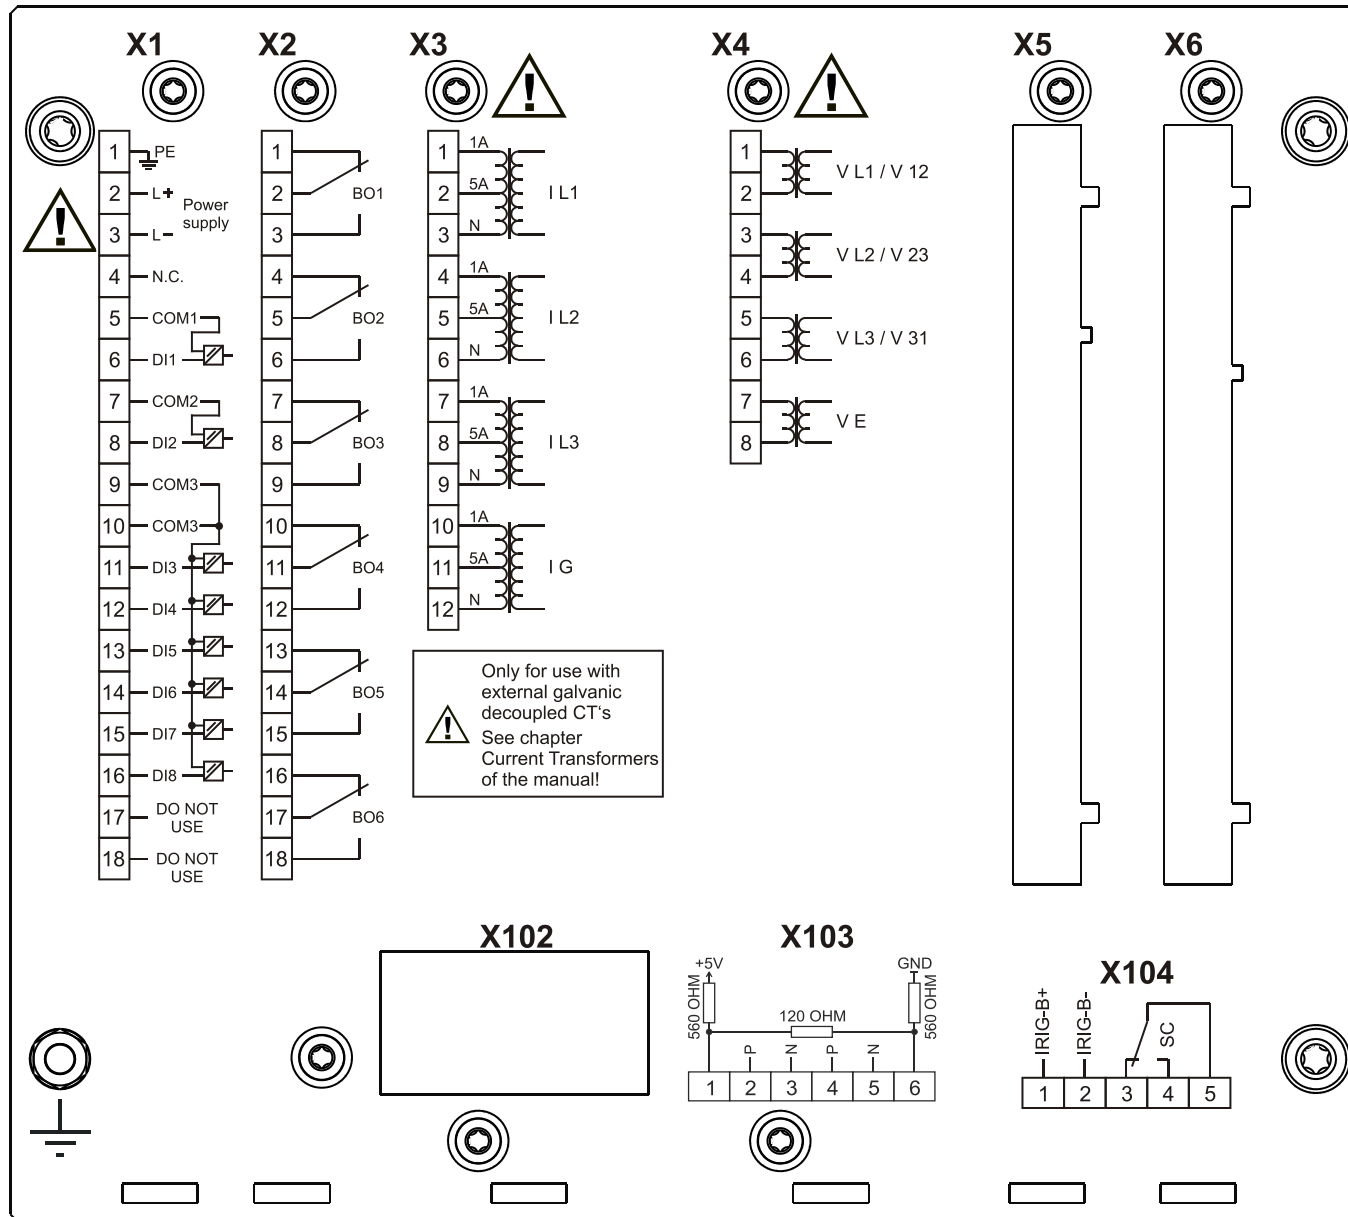 X1 X2 X3 X4 X5 X6
1 PE
2 L+
Power
supply
3 L-
4 N.C.
5 COM1
6 DI1
7 COM2
8 DI2
9 COM3
10 COM3
11 DI3
12 DI4
13 DI5
14 DI6
15 DI7
16 DI8
17 DO NOT
USE
18 DO NOT
USE
1
2 BO1
3
4
5 BO2
6
7
8 BO3
9
10
11 BO4
12
13
14 BO5
15
16
17 BO6
18
!
!
!
1 1A
2 5A I L1
3 N
4 1A
5 5A I L2
6 N
7 1A
8 5A I L3
9 N
10 1A
11 5A I G
12 N
Only for use with
external galvanic
decoupled CT‘s
!
See chapter
Current Transformers
of the manual!
1
V L1 / V 12
2
3
V L2 / V 23
4
5
V L3 / V 31
6
7
V E
8
X102
X103
+5V GND
560 OHM 120 OHM 560 OHM
P N P N
1 2 3 4 5 6
X104
IRIG-B+ IRIG-B- SC
1 2 3 4 5